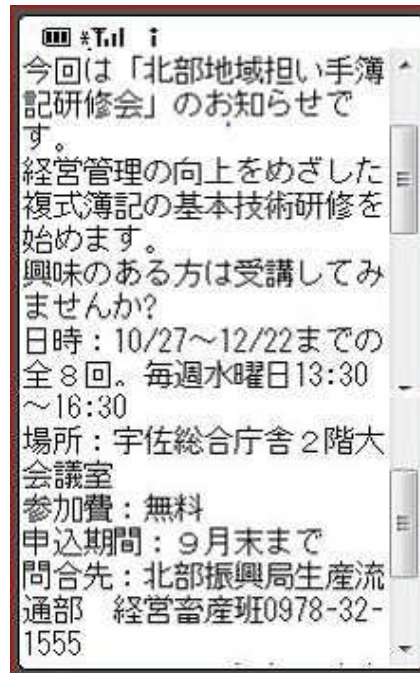 今回は「北部地域担い手簿
記研修会」のお知らせで
す。
経営管理の向上をめざした
複式簿記の基本技術研修を
始めます。
興味のある方は受講してみ
ませんか?
日時：10/27～12/22までの
全８回。毎週水曜日13:30
～16:30
場所：宇佐総合庁舎２階大
会議室
参加費：無料
申込期間：９月末まで
問合先：北部振興局生産流
通部　経営畜産班0978-32-
1555